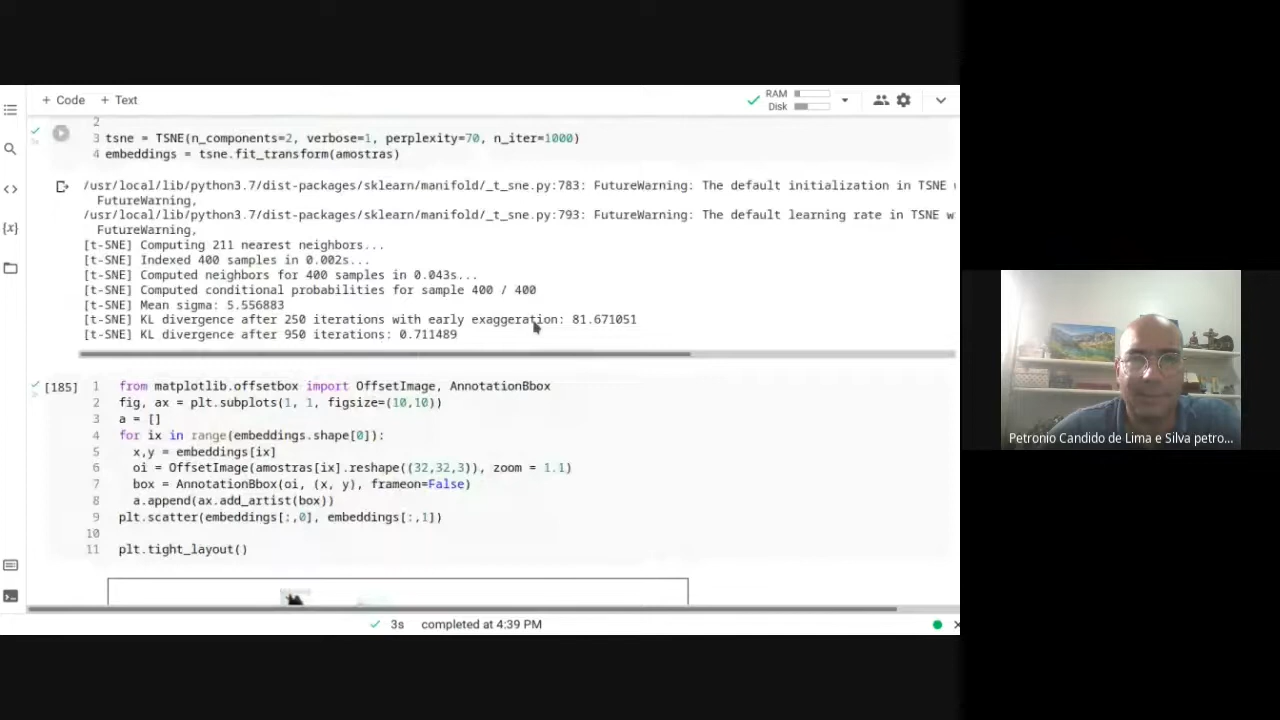 + Code + Text
RAM
Disk
2
3 tsne = TSNE(n_components=2, verbose=1, perplexity=70, n_iter=1000)
4 embeddings = tsne.fit_transform(amostras)
/usr/local/lib/python3.7/dist-packages/sklearn/manifold/_t_sne.py:783: FutureWarning: The default initialization in TSNE
FutureWarning,
/usr/local/lib/python3.7/dist-packages/sklearn/manifold/_t_sne.py:793: FutureWarning: The default learning rate in TSNE w
FutureWarning,
[t-SNE] Computing 211 nearest neighbors...
[t-SNE] Indexed 400 samples in 0.002s...
[t-SNE] Computed neighbors for 400 samples in 0.043s...
[t-SNE] Computed conditional probabilities for sample 400 / 400
[t-SNE] Mean sigma: 5.556883
[t-SNE] KL divergence after 250 iterations with early exaggeration: 81.671051
[t-SNE] KL divergence after 950 iterations: 0.711489
[185] 1 from matplotlib.offsetbox import OffsetImage, AnnotationBbox
2 fig, ax = plt.subplots(1, 1, figsize=(10,10))
3 a = []
4 for ix in range(embeddings.shape[0]):
5 x,y = embeddings[ix]
6 oi = OffsetImage(amostras[ix].reshape((32,32,3)), zoom = 1.1)
7 box = AnnotationBbox(oi, (x, y), frameon=False)
8 a.append(ax.add_artist(box))
9 plt.scatter(embeddings[:,0], embeddings[:,1])
10
11 plt.tight_layout()
3s completed at 4:39 PM
Petronio Candido de Lima e Silva petro...